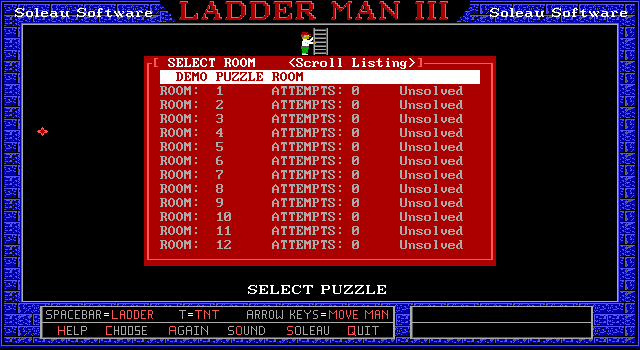 Soleau Software LADDER MAN III Soleau Software
SELECT ROOM <Scroll Listing>
DEMO PUZZLE ROOM
ROOM: 1 ATTEMPTS: 0 Unsolved
ROOM: 2 ATTEMPTS: 0 Unsolved
ROOM: 3 ATTEMPTS: 0 Unsolved
ROOM: 4 ATTEMPTS: 0 Unsolved
ROOM: 5 ATTEMPTS: 0 Unsolved
ROOM: 6 ATTEMPTS: 0 Unsolved
ROOM: 7 ATTEMPTS: 0 Unsolved
ROOM: 8 ATTEMPTS: 0 Unsolved
ROOM: 9 ATTEMPTS: 0 Unsolved
ROOM: 10 ATTEMPTS: 0 Unsolved
ROOM: 11 ATTEMPTS: 0 Unsolved
ROOM: 12 ATTEMPTS: 0 Unsolved
SELECT PUZZLE
SPACEBAR=LADDER T=TNT ARROW KEYS=MOVE MAN
HELP CHOOSE AGAIN SOUND SOLEAU QUIT